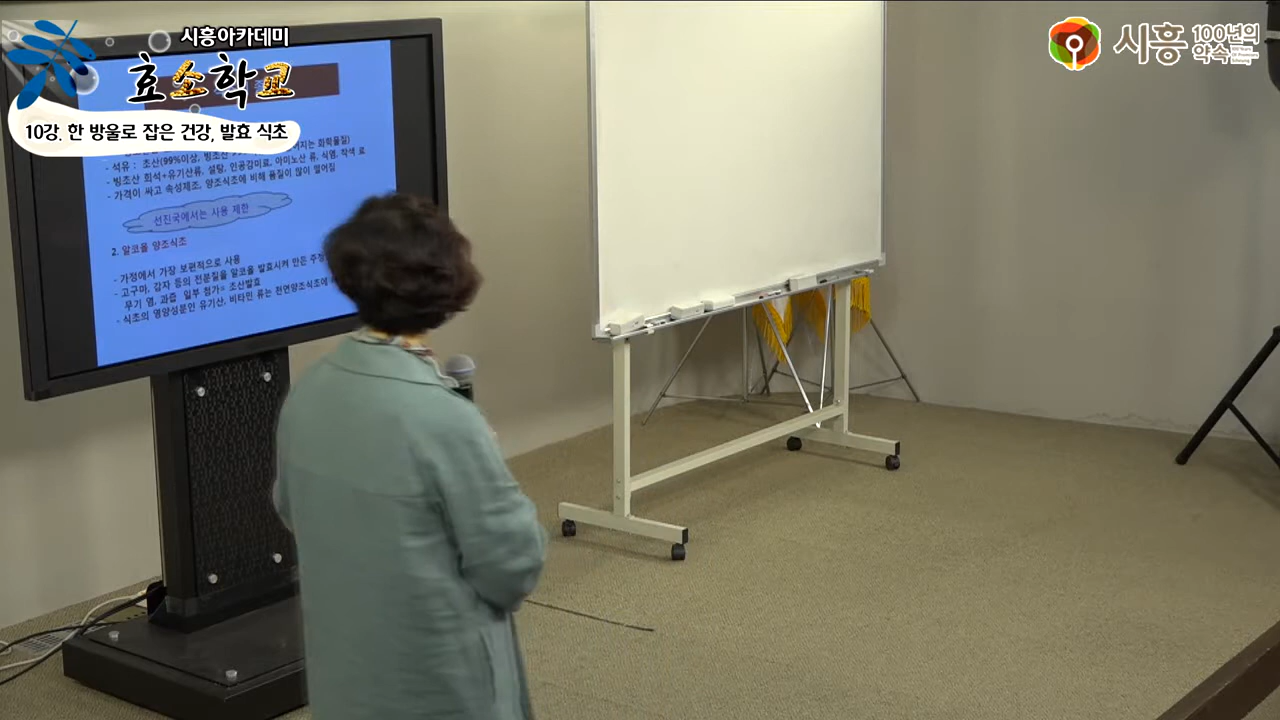 시흥아카데미
효소학교
10강. 한 방울로 잡은 건강, 발효 식초
시흥 100년의 약속
- 석유 : 초산(99%이상, 빙초산
지는 화학물질)
- 빙초산 희석+유기산류, 설탕, 인공감미료, 아미노산 류, 식염, 착색 료
- 가격이 싸고 속성제조, 양조식초에 비해 품질이 많이 떨어짐
선진국에서는 사용 제한
2. 알코올 양조식초
- 가정에서 가장 보편적으로 사용
- 고구마, 감자 등의 전분질을 알코올 발효시켜 만든 주정
무기 염, 과즙 일부 첨가= 초산발효
- 식초의 영양성분인 유기산, 비타민 류는 천연양조식초에